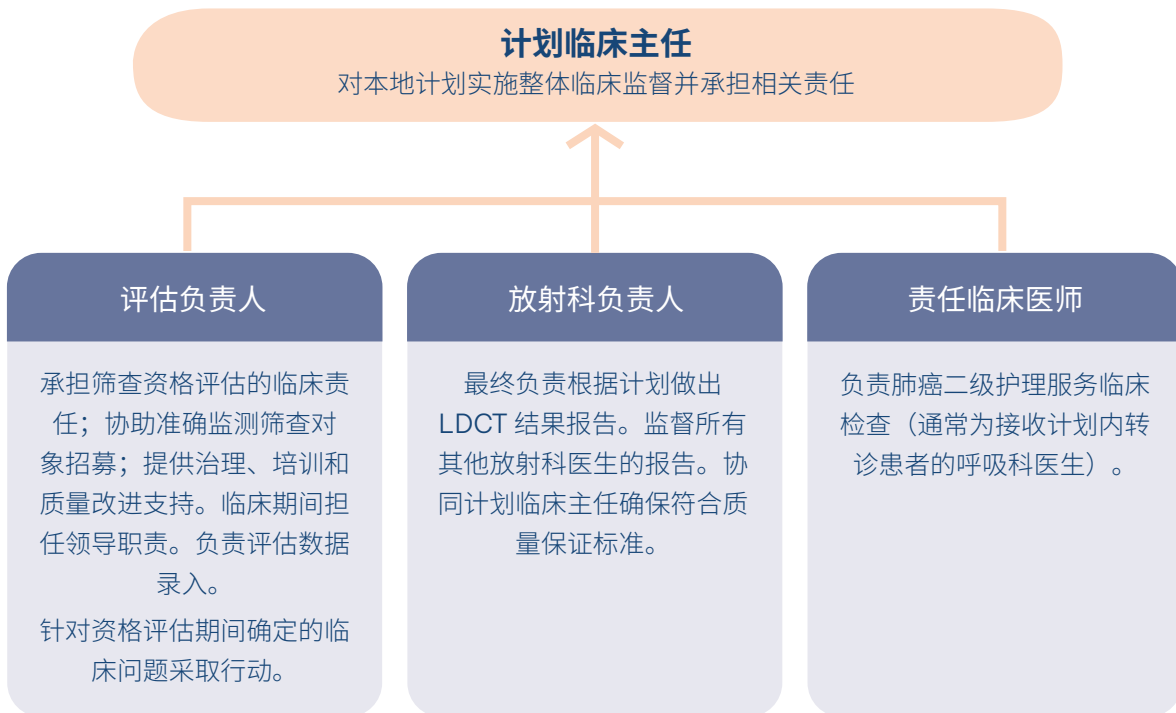 计划临床主任
对本地计划实施整体临床监督并承担相关责任
评估负责人
承担筛查资格评估的临床责
任；协助准确监测筛查对
象招募；提供治理、培训和
质量改进支持。临床期间担
任领导职责。负责评估数据
录入。
针对资格评估期间确定的临
床问题采取行动。
放射科负责人
最终负责根据计划做出
LDCT 结果报告。监督所有
其他放射科医生的报告。协
同计划临床主任确保符合质
量保证标准。
责任临床医师
负责肺癌二级护理服务临床
检查（通常为接收计划内转
诊患者的呼吸科医生）。